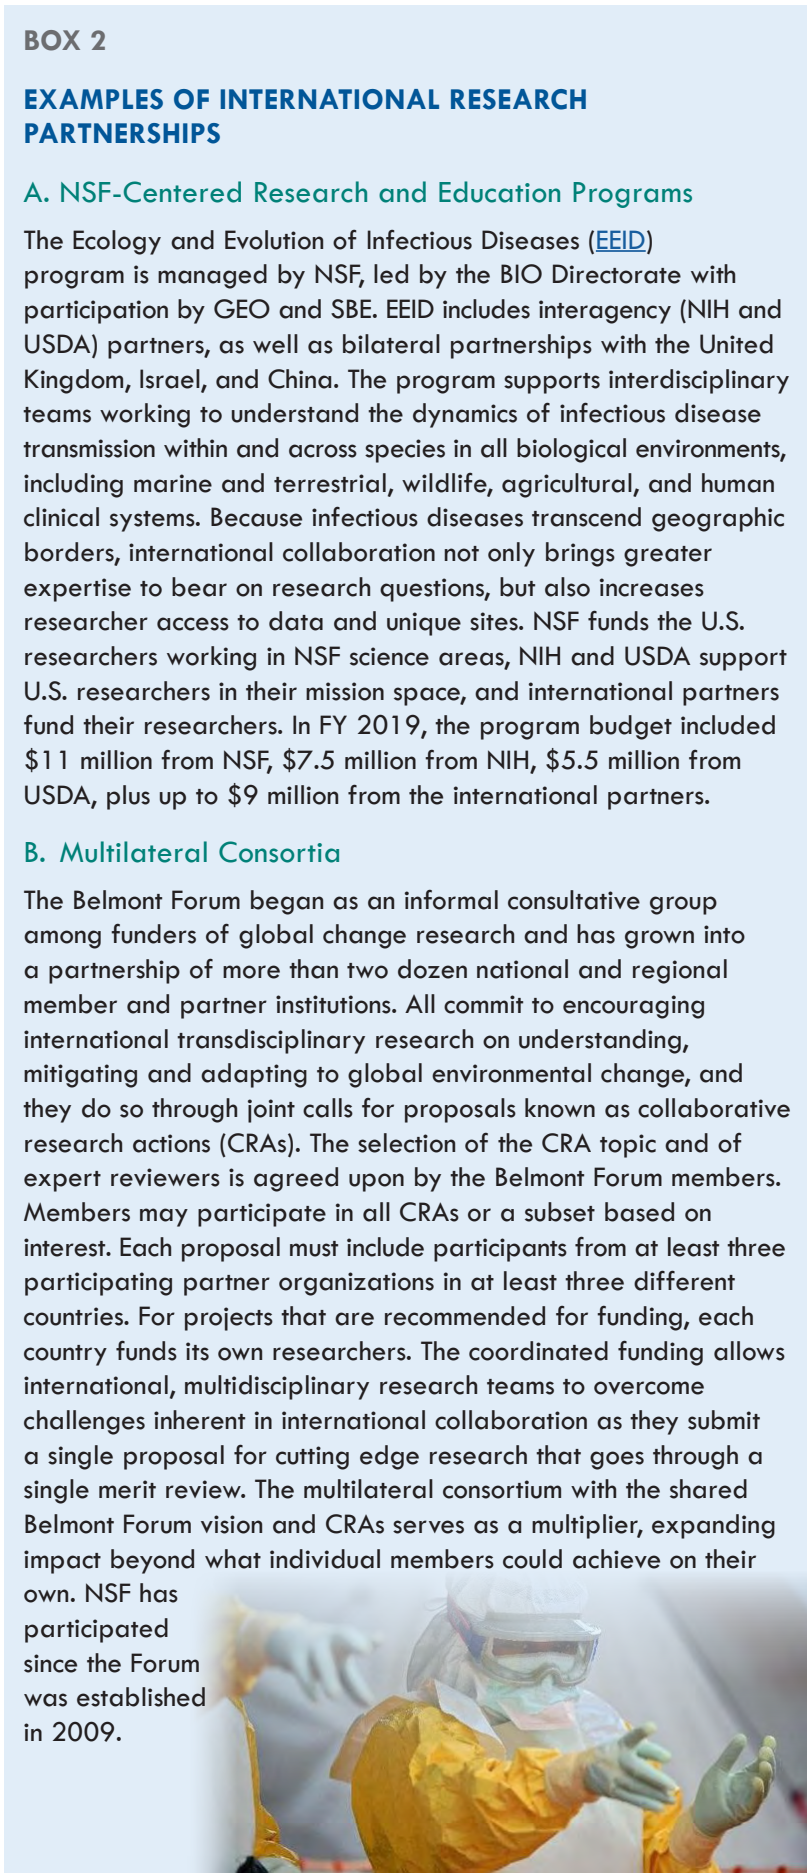 BOX 2
EXAMPLES OF INTERNATIONAL RESEARCH
PARTNERSHIPS
A. NSF-Centered Research and Education Programs
The Ecology and Evolution of Infectious Diseases (EEID)
program is managed by NSF, led by the BIO Directorate with
participation by GEO and SBE. EEID includes interagency (NIH and
USDA) partners, as well as bilateral partnerships with the United
Kingdom, Israel, and China. The program supports interdisciplinary
teams working to understand the dynamics of infectious disease
transmission within and across species in all biological environments,
including marine and terrestrial, wildlife, agricultural, and human
clinical systems. Because infectious diseases transcend geographic
borders, international collaboration not only brings greater
expertise to bear on research questions, but also increases
researcher access to data and unique sites. NSF funds the U.S.
researchers working in NSF science areas, NIH and USDA support
U.S. researchers in their mission space, and international partners
fund their researchers. In FY 2019, the program budget included
$11 million from NSF, $7.5 million from NIH, $5.5 million from
USDA, plus up to $9 million from the international partners.
B. Multilateral Consortia
The Belmont Forum began as an informal consultative group
among funders of global change research and has grown into
a partnership of more than two dozen national and regional
member and partner institutions. All commit to encouraging
international transdisciplinary research on understanding,
mitigating and adapting to global environmental change, and
they do so through joint calls for proposals known as collaborative
research actions (CRAs). The selection of the CRA topic and of
expert reviewers is agreed upon by the Belmont Forum members.
Members may participate in all CRAs or a subset based on
interest. Each proposal must include participants from at least three
participating partner organizations in at least three different
countries. For projects that are recommended for funding, each
country funds its own researchers. The coordinated funding allows
international, multidisciplinary research teams to overcome
challenges inherent in international collaboration as they submit
a single proposal for cutting edge research that goes through a
single merit review. The multilateral consortium with the shared
Belmont Forum vision and CRAs serves as a multiplier, expanding
impact beyond what individual members could achieve on their
own. NSF has
participated
since the Forum
was established
in 2009.